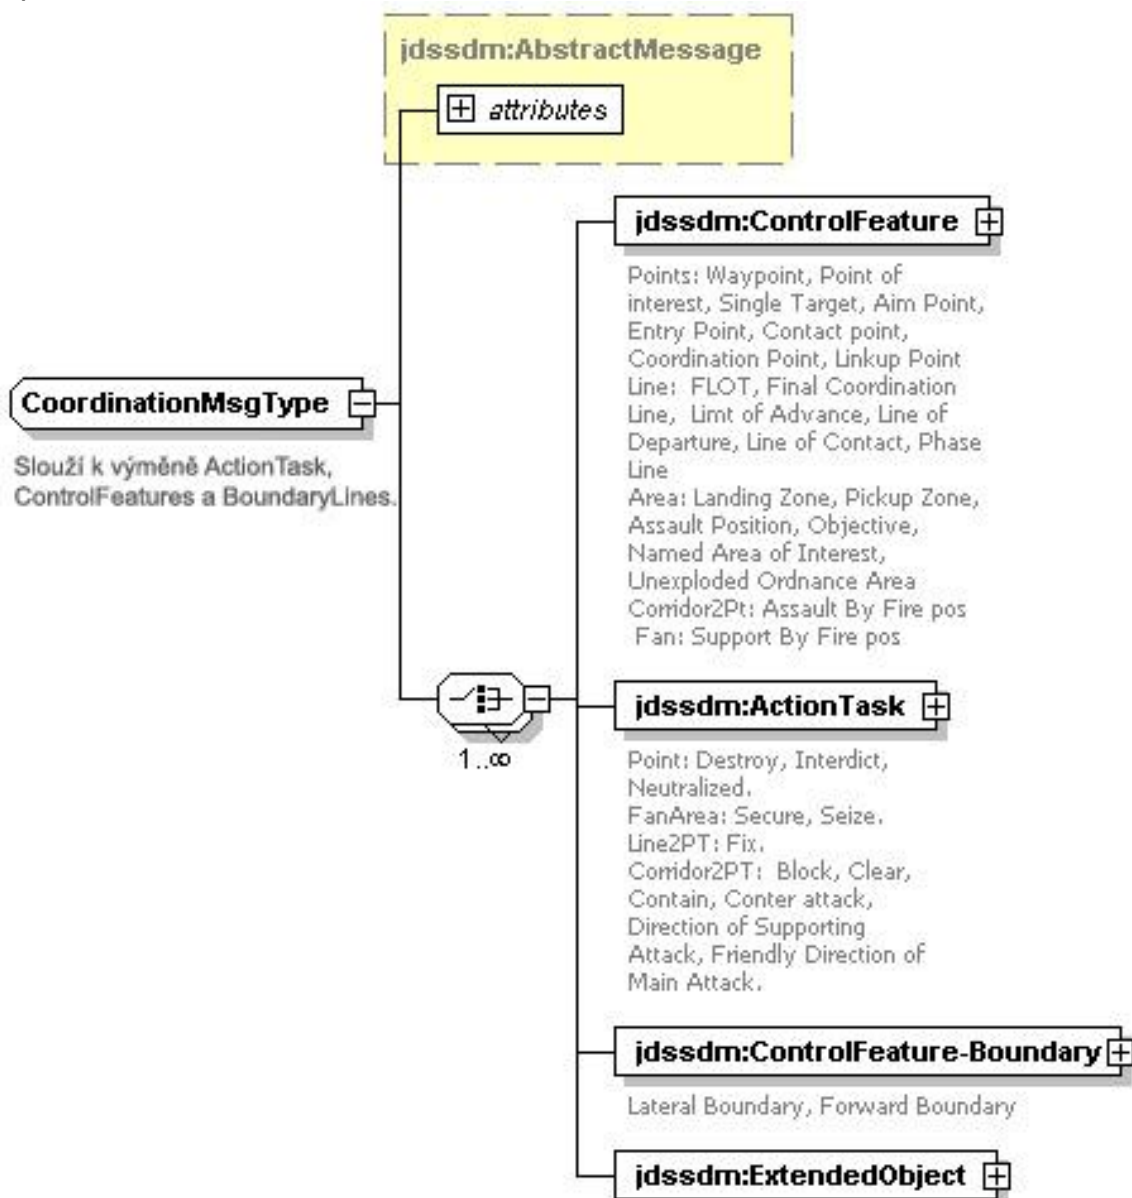 jdssdm:AbstractMessage
attributes
jdssdm:ControlFeature
Points: Waypoint, Point of
interest, Single Target, Aim Point,
Entry Point, Contact point,
Coordination Point, Linkup Point
Line:  FLOT, Final Coordination
Line,  Limt of Advance, Line of
Departure, Line of Contact, Phase
Line
Area: Landing Zone, Pickup Zone,
Assault Position, Objective,
Named Area of Interest,
Unexploded Ordnance Area
Corridor2Pt: Assault By Fire pos
Fan: Support By Fire pos
CoordinationMsgType
Slouží k výměně ActionTask,
ControlFeatures a BoundaryLines.
1..∞
jdssdm:ActionTask
Point: Destroy, Interdict,
Neutralized.
FanArea: Secure, Seize.
Line2PT: Fix.
Corridor2PT:  Block, Clear,
Contain, Conter attack,
Direction of Supporting
Attack, Friendly Direction of
Main Attack.
jdssdm:ControlFeature-Boundary
Lateral Boundary, Forward Boundary
jdssdm:ExtendedObject